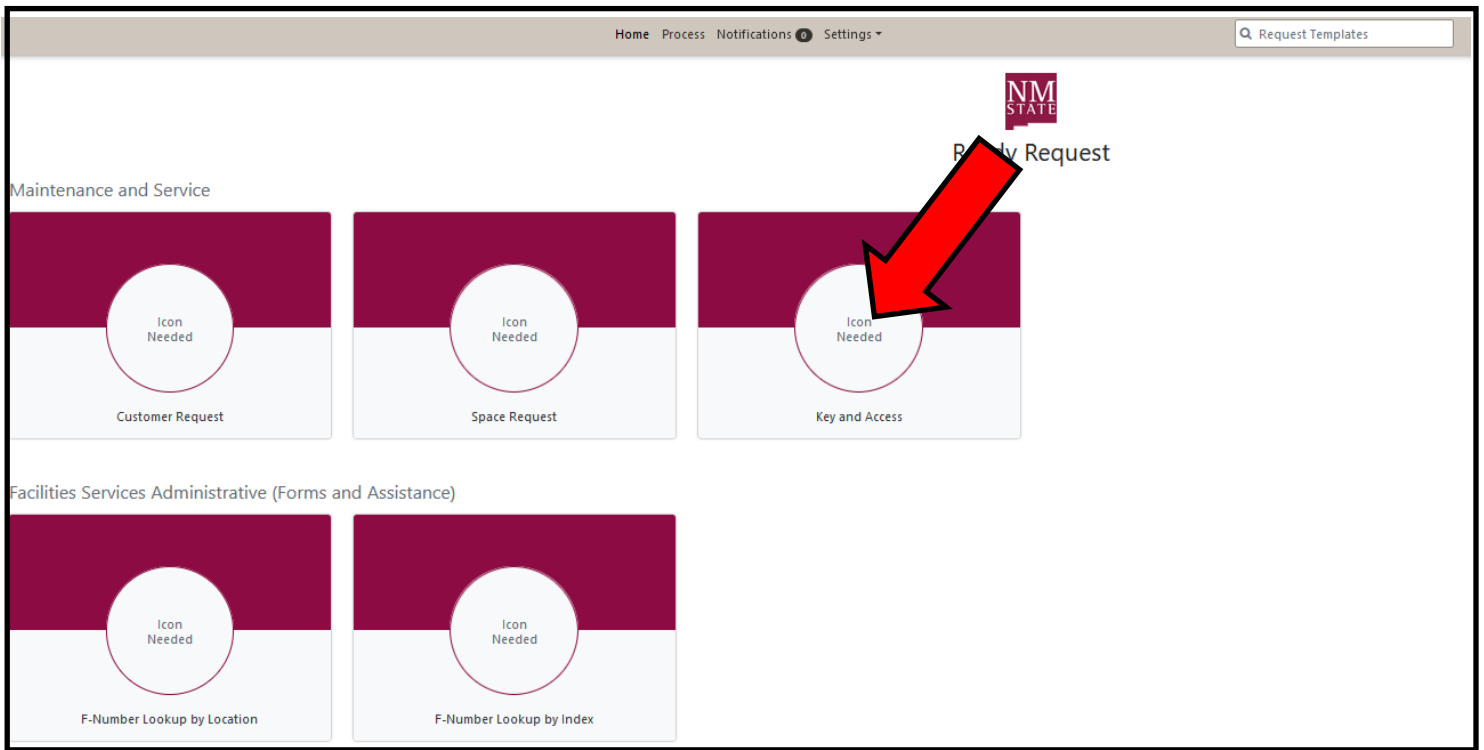 Home Process Notifications 0 Settings
Request Templates
NM
STATE
Request
Maintenance and Service
Icon
Needed
Icon
Needed
Icon
Needed
Customer Request
Space Request
Key and Access
Facilities Services Administrative (Forms and Assistance)
Icon
Needed
Icon
Needed
F-Number Lookup by Location
F-Number Lookup by Index